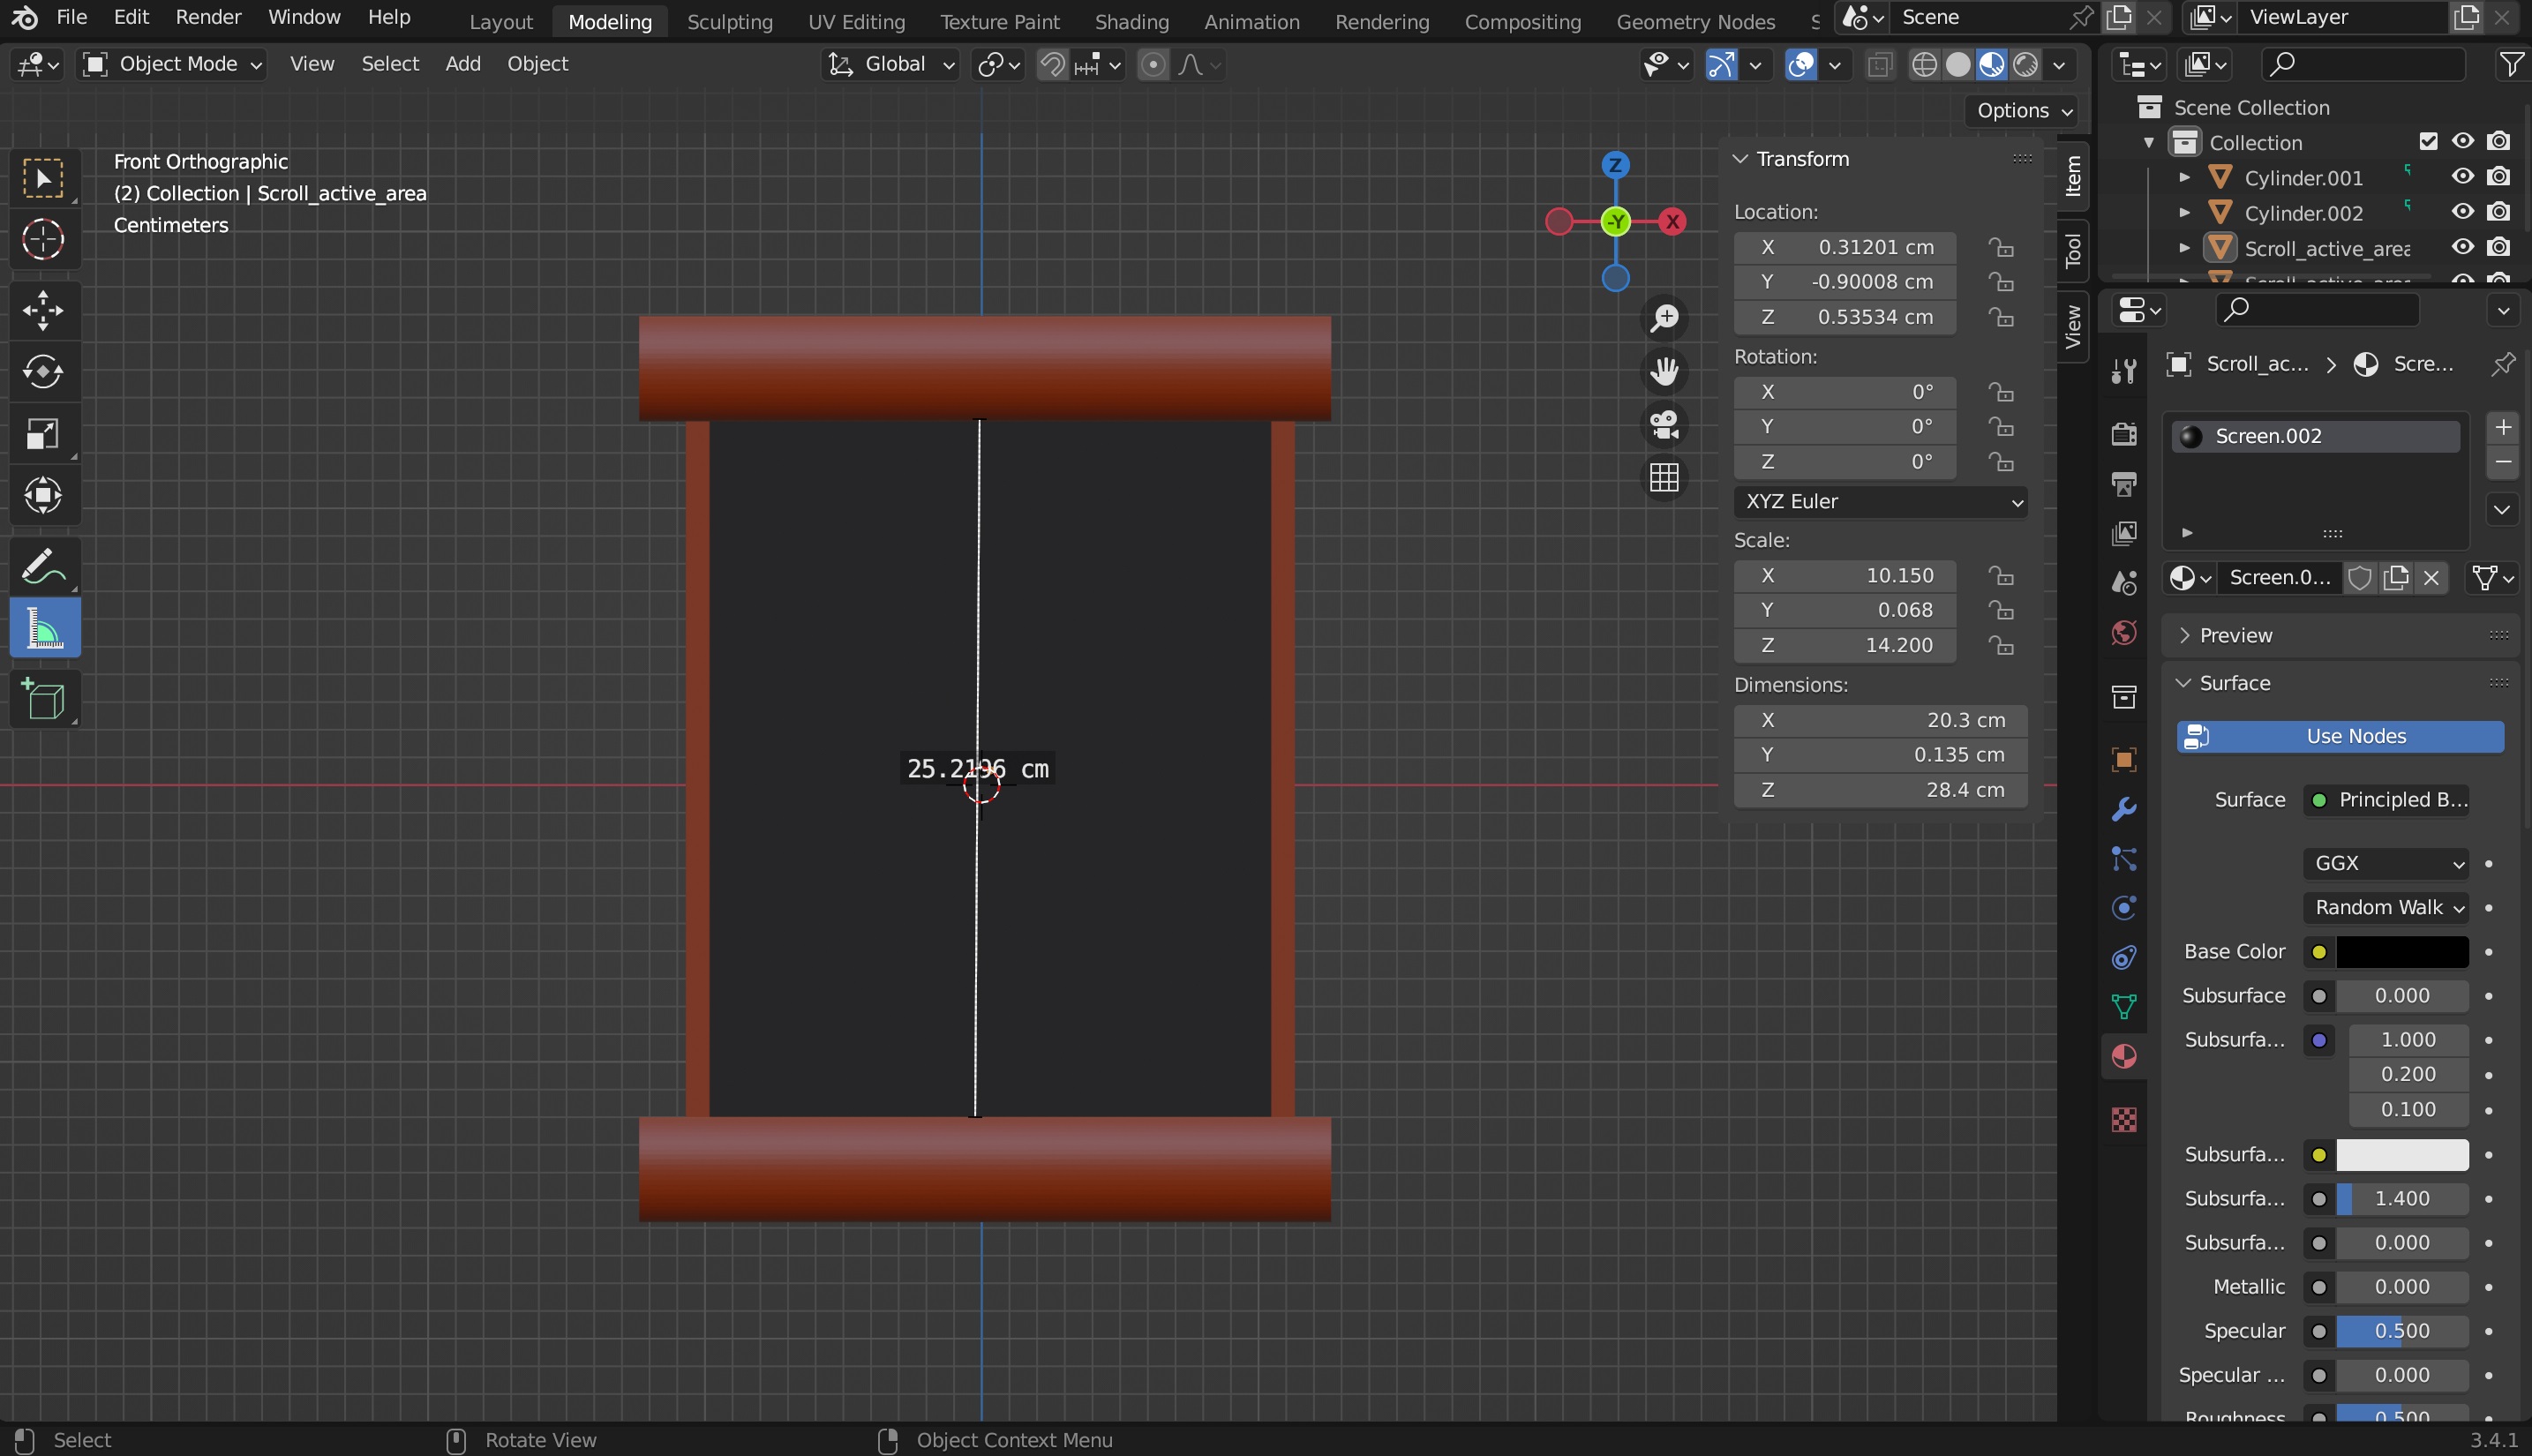 File Edit Render Window Help Layout Modeling Sculpting UV Editing Texture Paint Shading Animation Rendering Compositing Geometry Nodes Scene ViewLayer
Object Mode View Select Add Object Global
Options
Front Orthographic
(2) Collection | Scroll_active_area
Centimeters
25.2196 cm
Z
-Y
X
Item
Tool
View
Transform
Location:
X 0.31201 cm
Y -0.90008 cm
Z 0.53534 cm
Rotation:
X 0°
Y 0°
Z 0°
XYZ Euler
Scale:
X 10.150
Y 0.068
Z 14.200
Dimensions:
X 20.3 cm
Y 0.135 cm
Z 28.4 cm
Scene Collection
Collection
Cylinder.001
Cylinder.002
Scroll_active_area
Scroll_ac... Scre...
Screen.002
Screen.0...
Preview
Surface
Use Nodes
Surface Principled B...
GGX
Random Walk
Base Color
Subsurface 0.000
Subsurfa... 1.000
0.200
0.100
Subsurfa...
Subsurfa... 1.400
Subsurfa... 0.000
Metallic 0.000
Specular 0.500
Specular ... 0.000
Roughness 0.500
Select Rotate View Object Context Menu 3.4.1